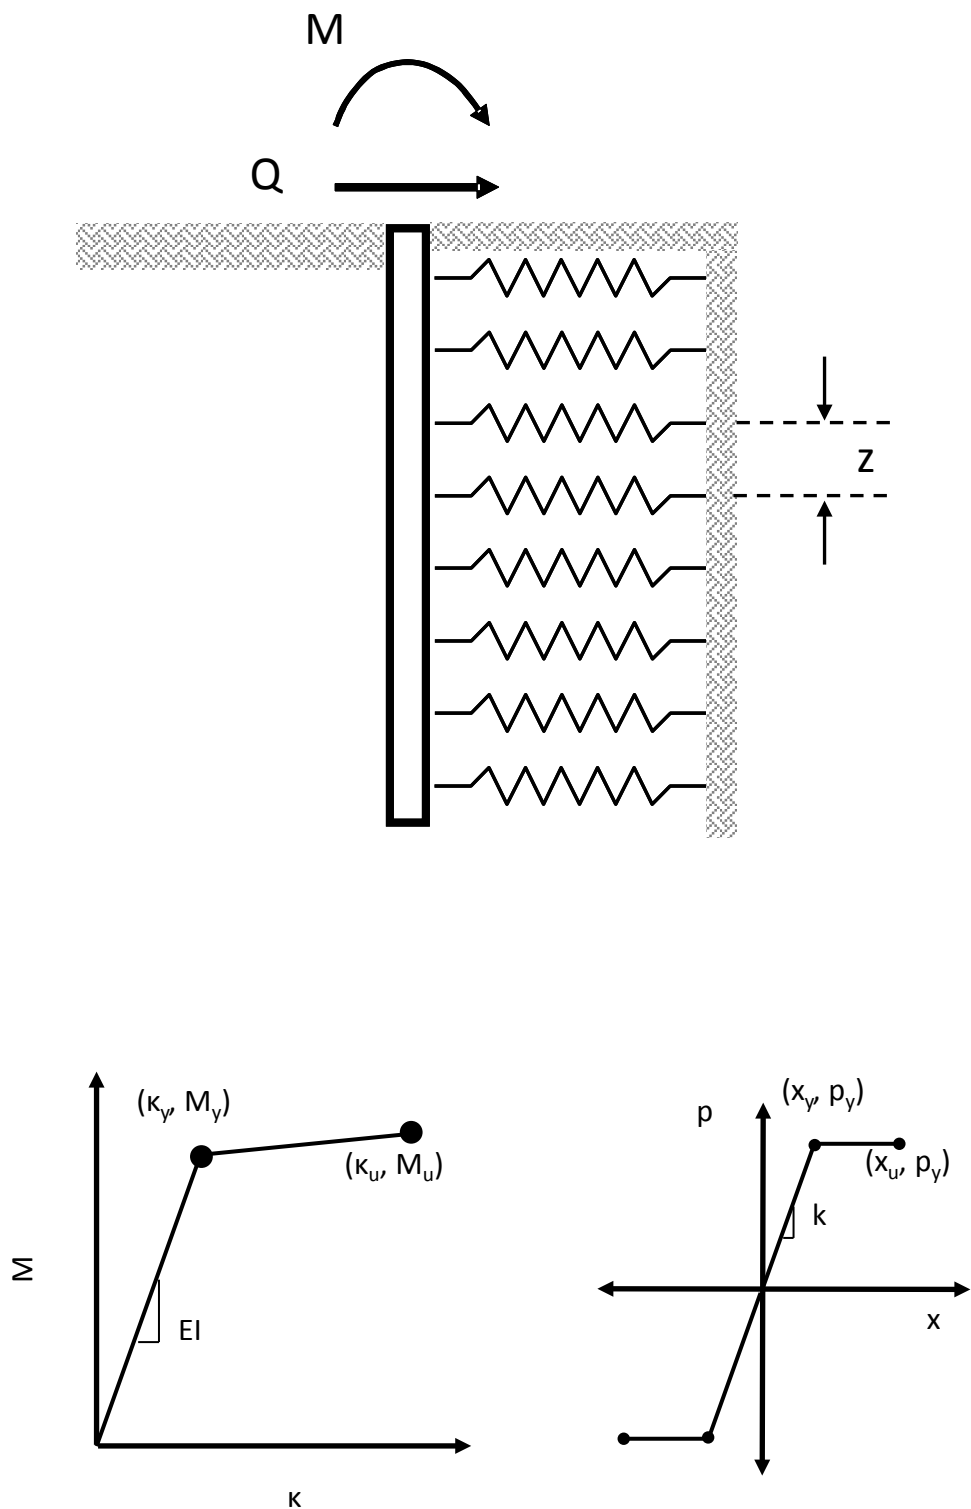 M
Q
z
(κy, My)
(κu, Mu)
M
EI
κ
p
(xy, py)
(xu, py)
k
x